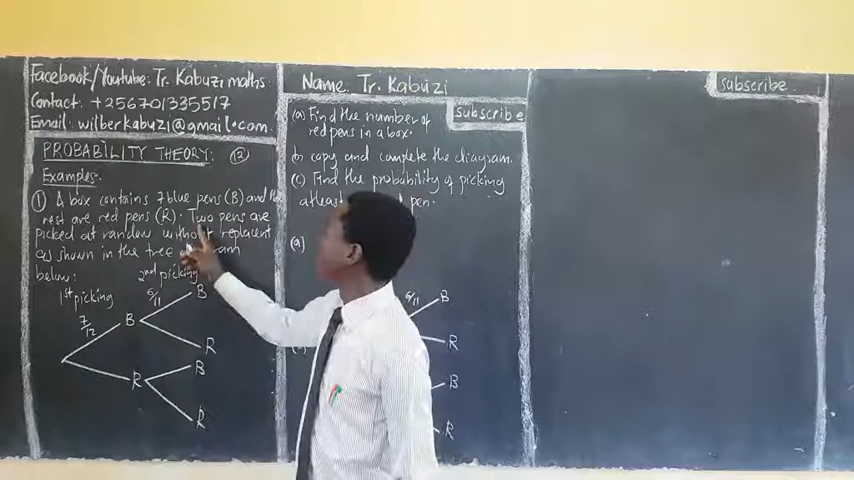 Facebook/Youtube: Tr. Kabuzi maths.
Contact: +256701335517
Email: wilberkabuzi@gmail.com
PROBABILITY THEORY: (12)
Examples.
(1) A box contains 7 blue pens (B) and the
rest are red pens (R). Two pens are
picked at random without replacent
as shown in the tree
below:
1st picking
2nd picking
7/12
6/11
B
B
R
R
B
R
Name: Tr. Kabuzi
subscribe
(a) Find the number of
red pens in a box.
(b) copy and complete the diagram.
(c) Find the probability of picking
pen.
(a)
6/11
B
R
B
R
subscribe